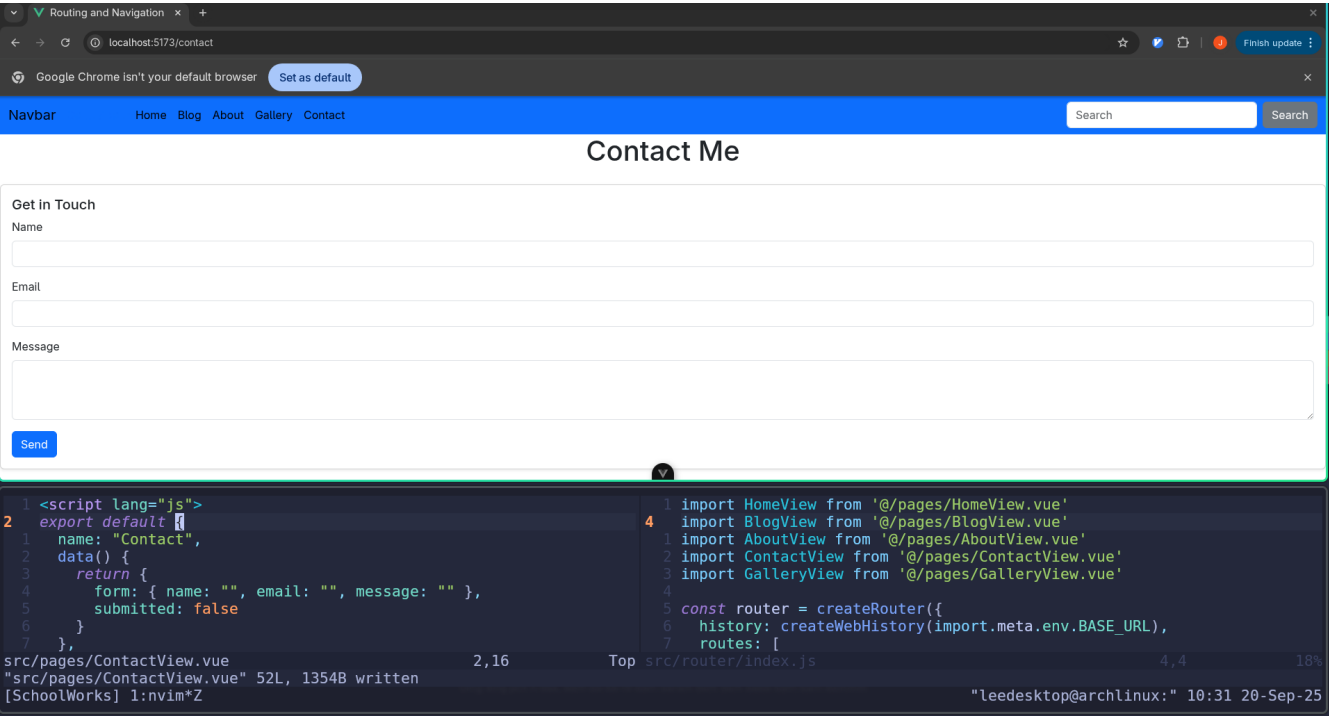 Routing and Navigation
localhost:5173/contact
Finish update
Google Chrome isn't your default browser Set as default
Navbar Home Blog About Gallery Contact Search Search
Contact Me
Get in Touch
Name
Email
Message
Send
1 <script lang="js">
2 export default {
1 name: "Contact",
2 data() {
3 return {
4 form: { name: "", email: "", message: "" },
5 submitted: false
6 }
7 },
src/pages/ContactView.vue 2,16 Top
1 import HomeView from '@/pages/HomeView.vue'
4 import BlogView from '@/pages/BlogView.vue'
1 import AboutView from '@/pages/AboutView.vue'
2 import ContactView from '@/pages/ContactView.vue'
3 import GalleryView from '@/pages/GalleryView.vue'
4
5 const router = createRouter({
6 history: createWebHistory(import.meta.env.BASE_URL),
7 routes: [
src/router/index.js 4,4 18%
"src/pages/ContactView.vue" 52L, 1354B written
[SchoolWorks] 1:nvim*Z "leedesktop@archlinux:" 10:31 20-Sep-25